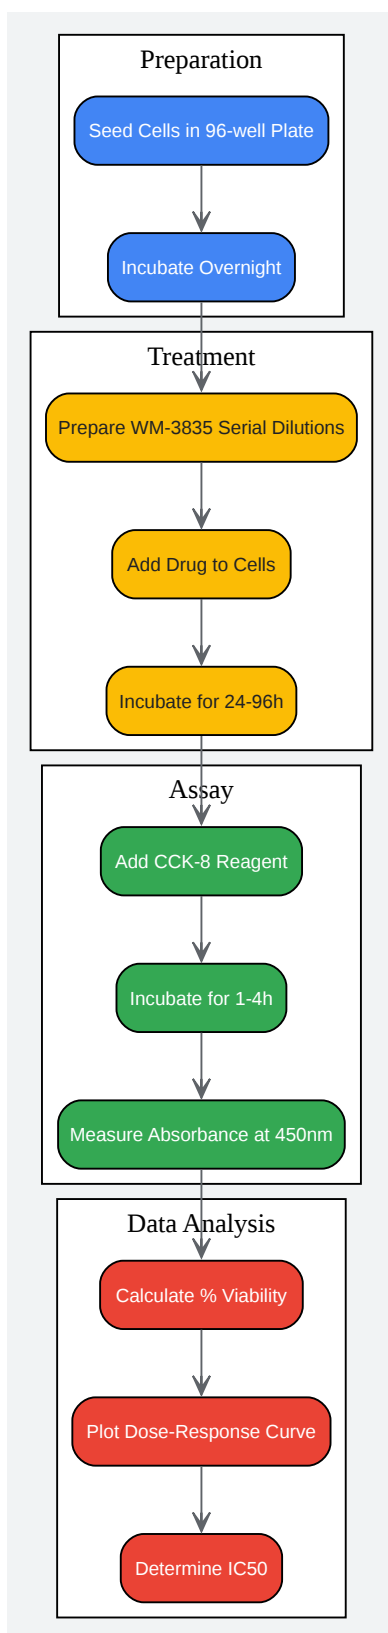 Preparation
Seed Cells in 96-well Plate
Incubate Overnight
Treatment
Prepare WM-3835 Serial Dilutions
Add Drug to Cells
Incubate for 24-96h
Assay
Add CCK-8 Reagent
Incubate for 1-4h
Measure Absorbance at 450nm
Data Analysis
Calculate % Viability
Plot Dose-Response Curve
Determine IC50